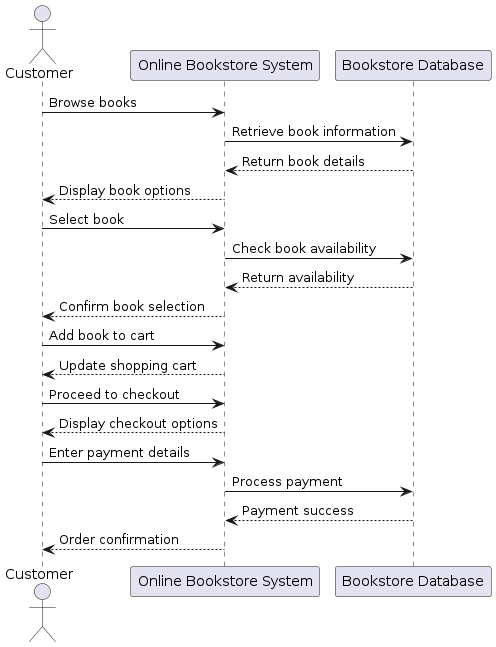 Customer
Online Bookstore System
Bookstore Database
Browse books
Retrieve book information
Return book details
Display book options
Select book
Check book availability
Return availability
Confirm book selection
Add book to cart
Update shopping cart
Proceed to checkout
Display checkout options
Enter payment details
Process payment
Payment success
Order confirmation
Customer
Online Bookstore System
Bookstore Database